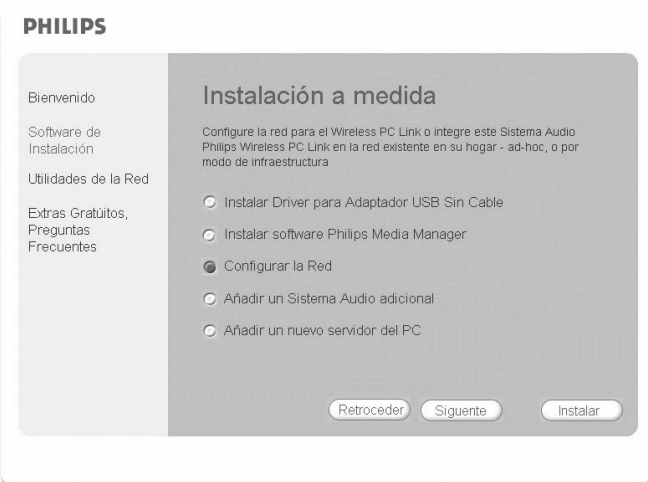 PHILIPS
Bienvenido
Software de
Instalación
Utilidades de la Red
Extras Gratúitos,
Preguntas
Frecuentes
Instalación a medida
Configure la red para el Wireless PC Link o integre este Sistema Audio
Philips Wireless PC Link en la red existente en su hogar - ad-hoc, o por
modo de infraestructura
Instalar Driver para Adaptador USB Sin Cable
Instalar software Philips Media Manager
Configurar la Red
Añadir un Sistema Audio adicional
Añadir un nuevo servidor del PC
Retroceder
Siguente
Instalar